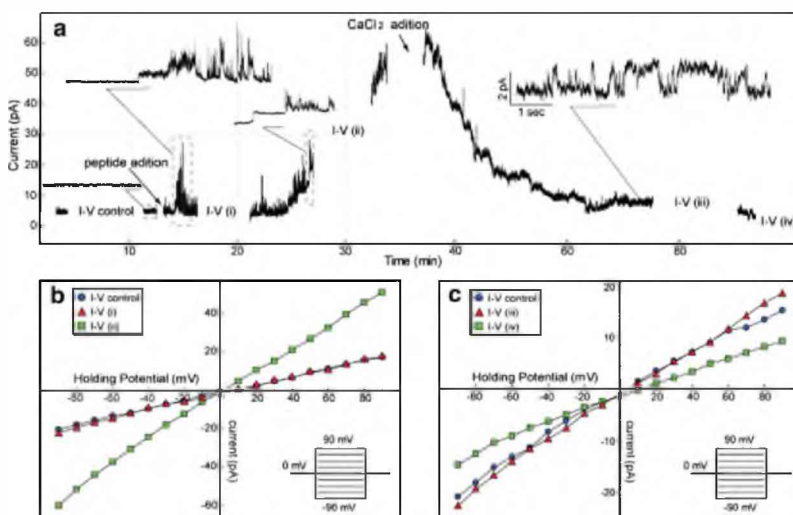 a
CaCl2 adition
60
50
40
30
20
10
0
Current (pA)
2 pA
1 sec
I-V (ii)
peptide adition
I-V control
I-V (i)
I-V (iii)
I-V (iv)
10
20
30
40
60
80
Time (min)
b
I-V control
I-V (i)
I-V (ii)
40
20
Holding Potential (mV)
-80
-60
-40
-20
20
40
60
80
-20
-40
-60
current (pA)
90 mV
0 mV
-90 mV
c
I-V control
I-V (iii)
I-V (iv)
20
10
Holding Potential (mV)
-80
-60
-40
-20
20
40
60
80
-10
-20
current (pA)
90 mV
0 mV
-90 mV